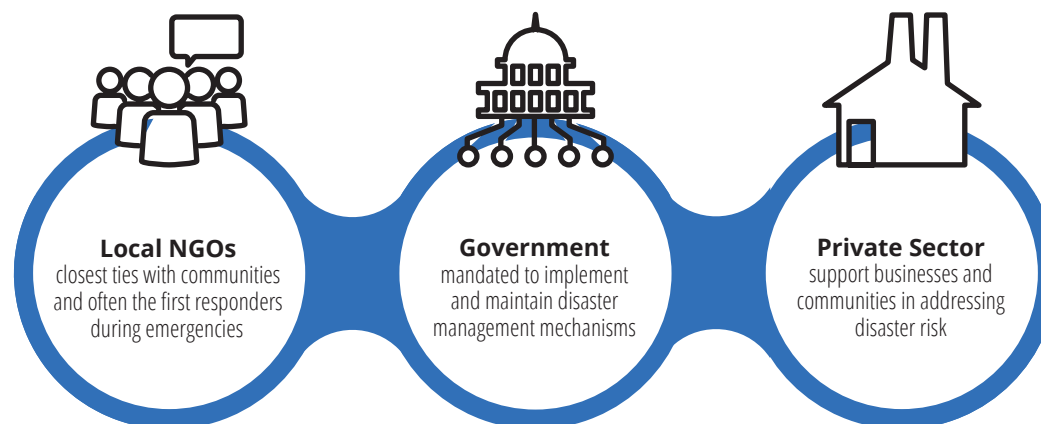 Local NGOs
closest ties with communities
and often the first responders
during emergencies
Government
mandated to implement
and maintain disaster
management mechanisms
Private Sector
support businesses and
communities in addressing
disaster risk